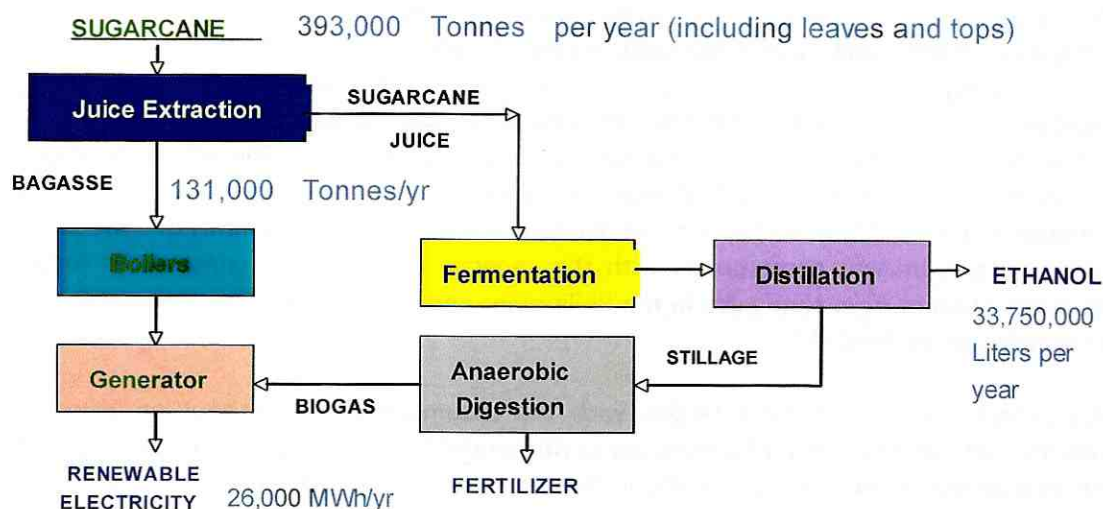 SUGARCANE 393,000 Tonnes per year (including leaves and tops)
Juice Extraction
SUGARCANE
JUICE
BAGASSE
131,000 Tonnes/yr
Boilers
Fermentation
Distillation
ETHANOL
33,750,000
Liters per
year
Generator
BIOGAS
Anaerobic
Digestion
STILLAGE
RENEWABLE
ELECTRICITY 26,000 MWh/yr
FERTILIZER